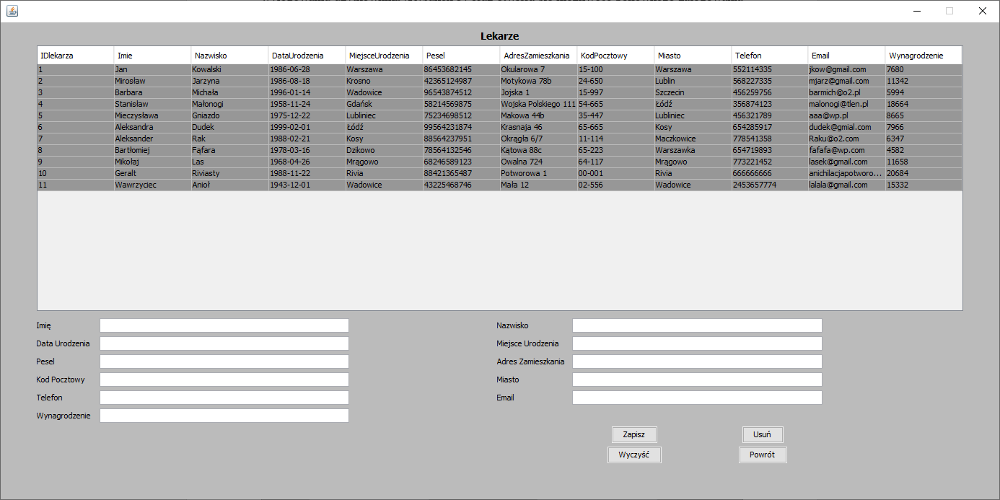 Lekarze
IDlekarza Imie Nazwisko DataUrodzenia MiejsceUrodzenia Pesel AdresZamieszkania KodPocztowy Miasto Telefon Email Wynagrodzenie
1 Jan Kowalski 1986-06-28 Warszawa 86453682145 Okularowa 7 15-100 Warszawa 552114335 jkow@gmail.com 7680
2 Mirosław Jarzyna 1986-08-18 Krosno 42365124987 Motykowa 78b 24-650 Lublin 568227335 mjarz@gmail.com 11342
3 Barbara Michała 1996-01-14 Wadowice 96543874512 Jojska 1 15-997 Szczecin 456259756 barmich@o2.pl 5994
4 Stanisław Małonogi 1958-11-24 Gdańsk 58214569875 Wojska Polskiego 111 54-665 Łódź 356874123 malonogi@tlen.pl 18664
5 Mieczysława Gniazdo 1975-12-22 Lubliniec 75234698512 Makowa 44b 35-447 Lubliniec 456321789 aaa@wp.pl 8665
6 Aleksandra Dudek 1999-02-01 Łódź 99564231874 Krasnaja 46 65-665 Kosy 654285917 dudek@gmial.com 7966
7 Aleksander Rak 1988-02-21 Kosy 88564237951 Okrągła 6/7 11-114 Maczkowice 778541358 Raku@o2.com 6347
8 Bartłomiej Fąfara 1978-03-16 Dzikowo 78564132546 Kątowa 88c 65-223 Warszawka 654719893 fafafa@wp.com 4582
9 Mikołaj Las 1968-04-26 Mrągowo 68246589123 Owalna 724 64-117 Mrągowo 773221452 lasek@gmail.com 11658
10 Geralt Riviasty 1988-11-22 Rivia 88421365487 Potworowa 1 00-001 Rivia 666666666 anichilacjapotworo... 20684
11 Wawrzyciec Anioł 1943-12-01 Wadowice 43225468746 Mała 12 02-556 Wadowice 2453657774 lalala@gmail.com 15332
Imię Nazwisko
Data Urodzenia Miejsce Urodzenia
Pesel Adres Zamieszkania
Kod Pocztowy Miasto
Telefon Email
Wynagrodzenie
Zapisz Usuń
Wyczyść Powrót